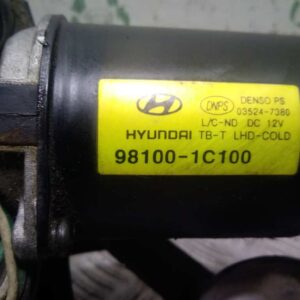 DENSO PS
DWPS 03524-7380
L/C-ND DC 12V
HYUNDAI TB-T LHD-COLD
98100-1C100